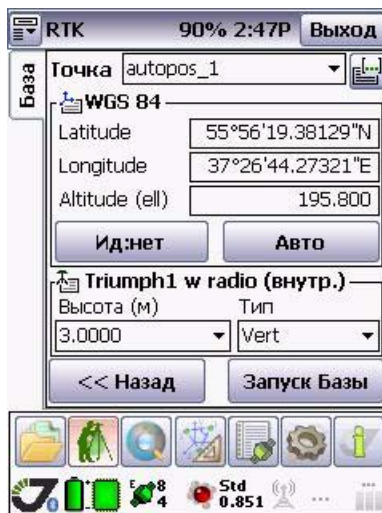 RTK 90% 2:47P Выход
База
Точка autopos_1
WGS 84
Latitude 55°56'19.38129"N
Longitude 37°26'44.27321"E
Altitude (ell) 195.800
Ид:нет Авто
Triumph1 w radio (внутр.)
Высота (м) Тип
3.0000 Vert
<< Назад Запуск Базы
E 8 Std
4 0.851 ...